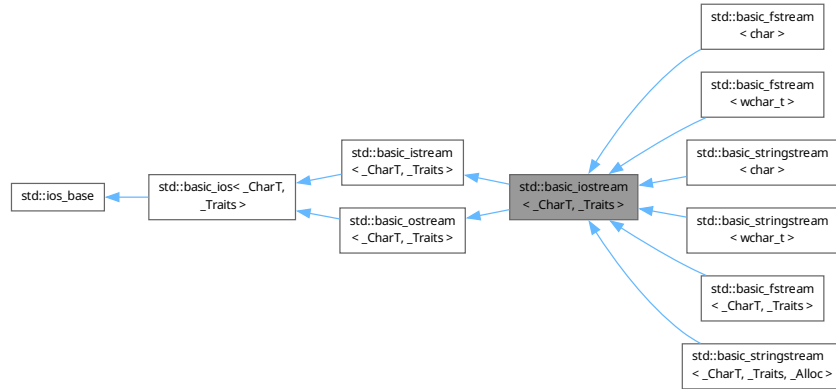 std::ios_base
std::basic_ios< _CharT,
_Traits >
std::basic_istream
< _CharT, _Traits >
std::basic_ostream
< _CharT, _Traits >
std::basic_iostream
< _CharT, _Traits >
std::basic_fstream
< char >
std::basic_fstream
< wchar_t >
std::basic_stringstream
< char >
std::basic_stringstream
< wchar_t >
std::basic_fstream
< _CharT, _Traits >
std::basic_stringstream
< _CharT, _Traits, _Alloc >